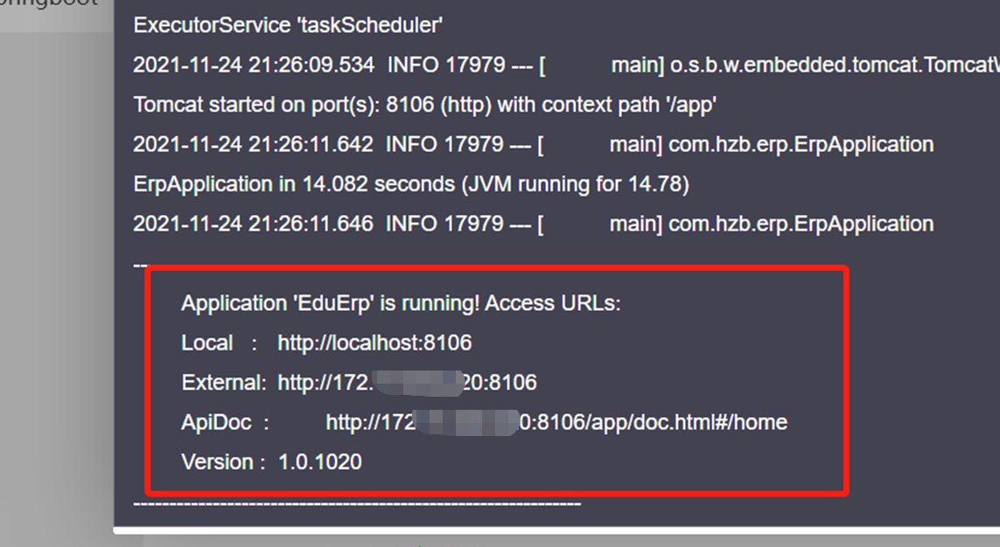 ExecutorService 'taskScheduler'
2021-11-24 21:26:09.534 INFO 17979 --- [ main] o.s.b.w.embedded.tomcat.Tomcat
Tomcat started on port(s): 8106 (http) with context path '/app'
2021-11-24 21:26:11.642 INFO 17979 --- [ main] com.hzb.erp.ErpApplication
ErpApplication in 14.082 seconds (JVM running for 14.78)
2021-11-24 21:26:11.646 INFO 17979 --- [ main] com.hzb.erp.ErpApplication
Application 'EduErp' is running! Access URLs:
Local : http://localhost:8106
External: http://172. 20:8106
ApiDoc : http://172 0:8106/app/doc.html#/home
Version : 1.0.1020
----------------------------------------------------------